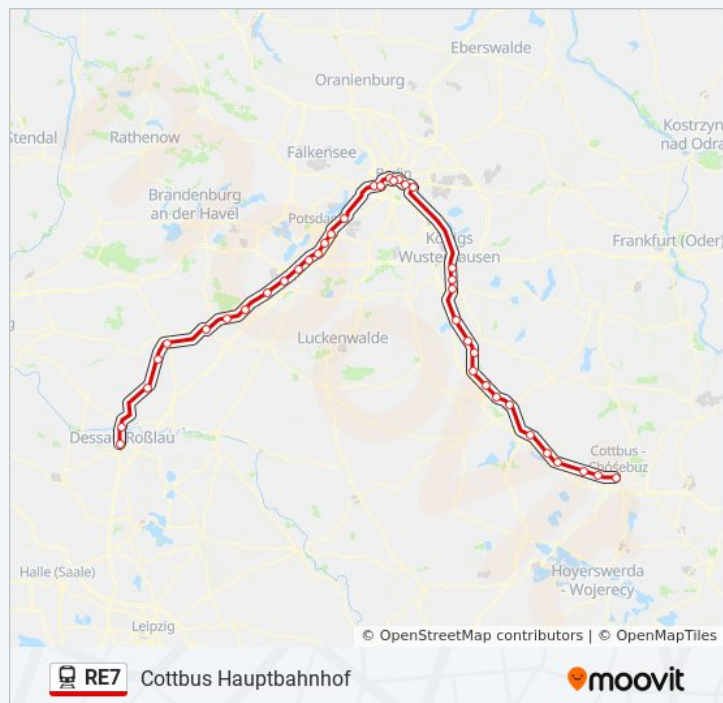 Eberswalde
Oranienburg
Stendal
Rathenow
Kostrzyn
nad Odrą
Falkensee
Berlin
Brandenburg
an der Havel
Potsdam
Königs
Wusterhausen
Frankfurt (Oder)
Luckenwalde
Dessau-Roßlau
Cottbus -
Chóśebuz
Halle (Saale)
Hoyerswerda
- Wojerecy
Leipzig
© OpenStreetMap contributors | © OpenMapTiles
RE7 Cottbus Hauptbahnhof
moovit